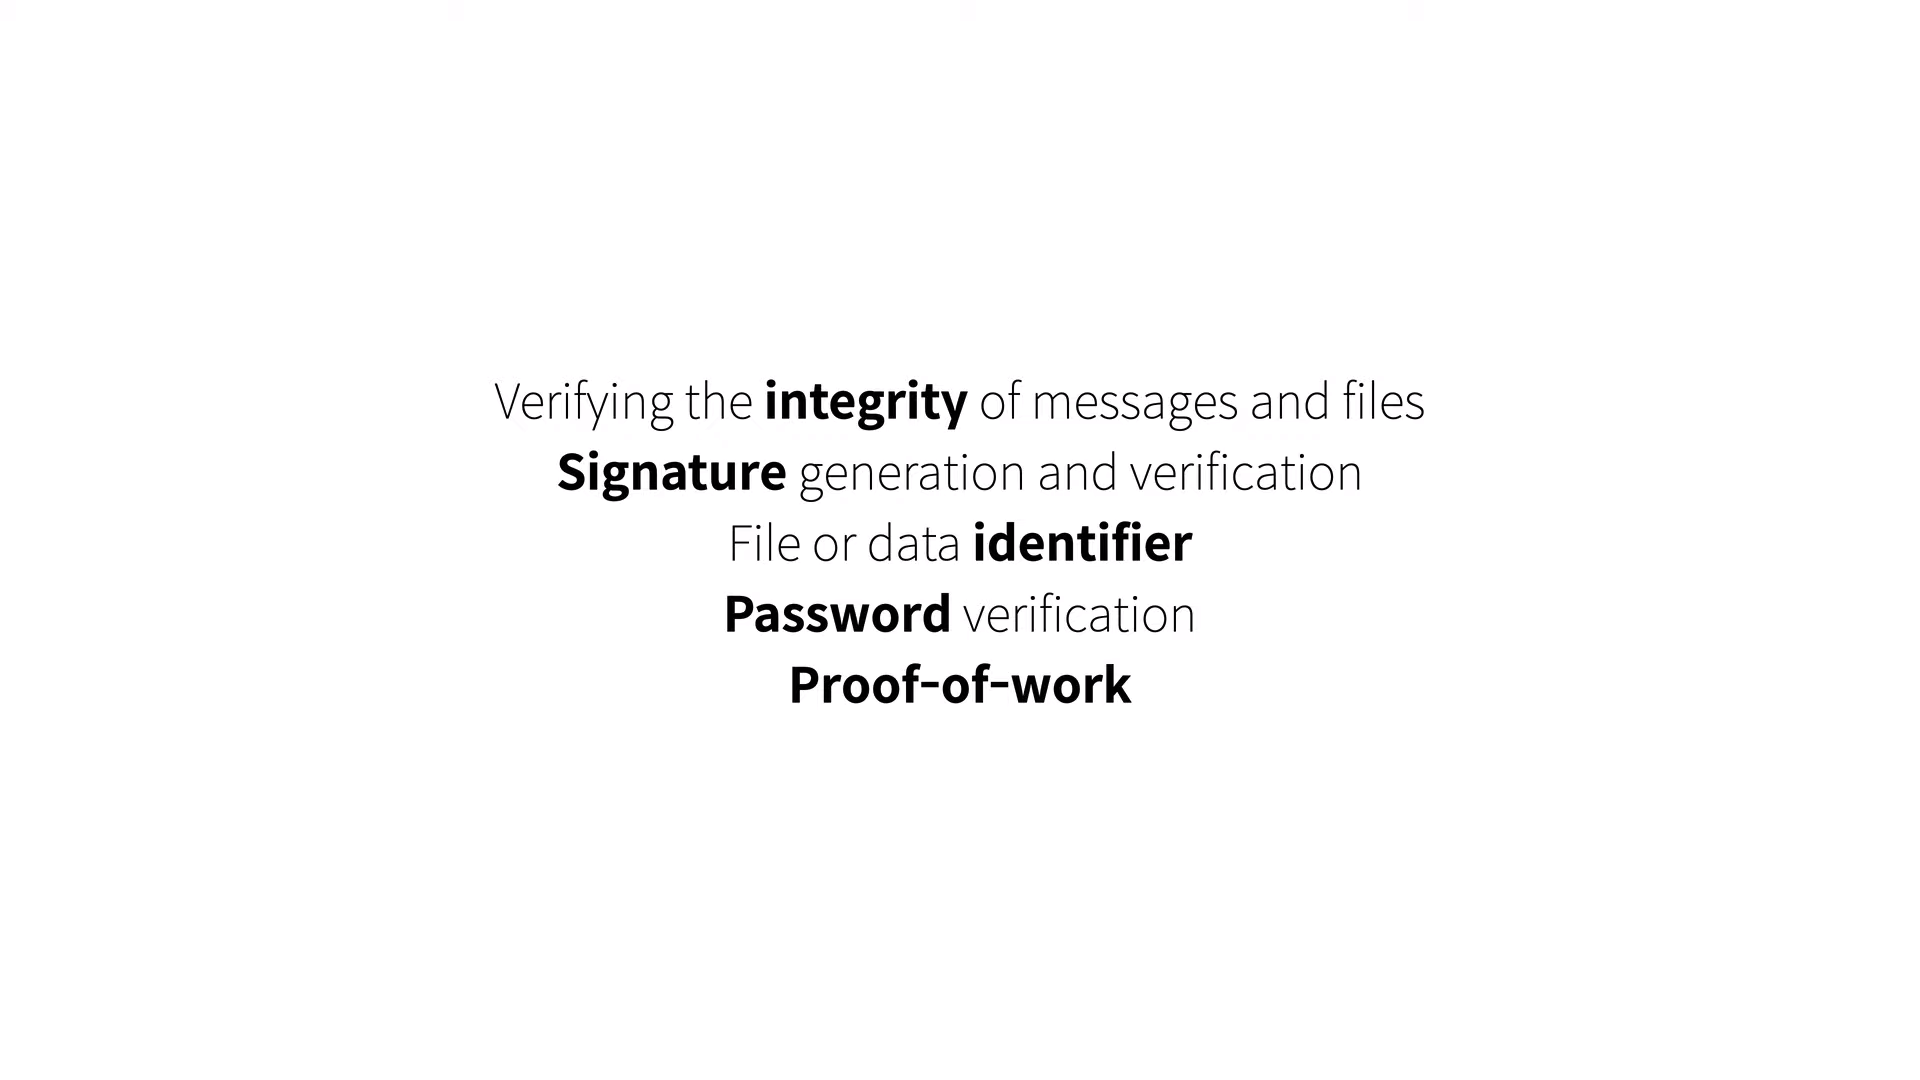 Verifying the integrity of messages and files
Signature generation and verification
File or data identifier
Password verification
Proof-of-work